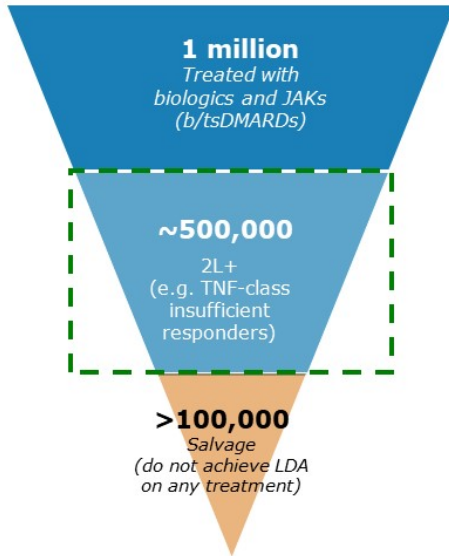 1 million
Treated with
biologics and JAKs
(b/tsDMARDs)
~500,000
2L+
(e.g. TNF-class
insufficient
responders)
>100,000
Salvage
(do not achieve LDA
on any treatment)